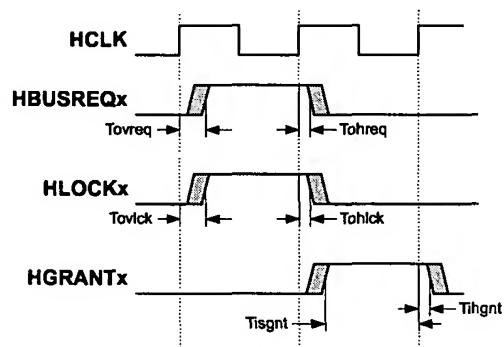 HCLK
HBUSREQx
Tovreq
Tohreq
HLOCKx
Tovlck
Tohlck
HGRANTx
Tisgnt
Tihgnt